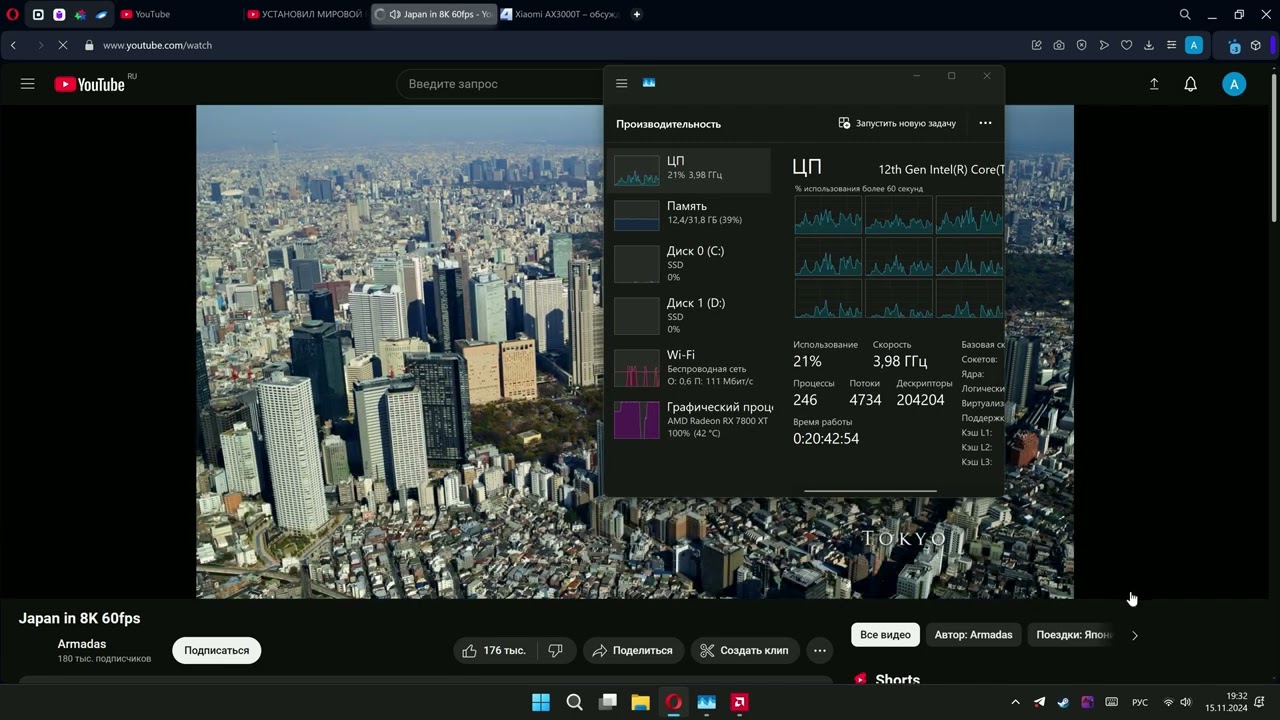 YouTube
УСТАНОВИЛ МИРОВОЙ
Japan in 8K 60fps - Yo
Xiaomi AX3000T – обсужд
www.youtube.com/watch
YouTube
RU
Введите запрос
A
A
Производительность
Запустить новую задачу
ЦП
21% 3,98 ГГц
Память
12,4/31,8 ГБ (39%)
Диск 0 (C:)
SSD
0%
Диск 1 (D:)
SSD
0%
Wi-Fi
Беспроводная сеть
О: 0,6 П: 111 Мбит/с
Графический проц
AMD Radeon RX 7800 XT
100% (42 °C)
ЦП
12th Gen Intel(R) Core(T
% использования более 60 секунд
Использование
21%
Скорость
3,98 ГГц
Процессы
246
Потоки
4734
Дескрипторы
204204
Время работы
0:20:42:54
Базовая ск
Сокетов:
Ядра:
Логически
Виртуализ
Поддержк
Кэш L1:
Кэш L2:
Кэш L3:
TOKYO
Japan in 8K 60fps
Armadas
180 тыс. подписчиков
Подписаться
176 тыс.
Поделиться
Создать клип
Все видео
Автор: Armadas
Поездки: Япон
Shorts
РУС
19:32
15.11.2024